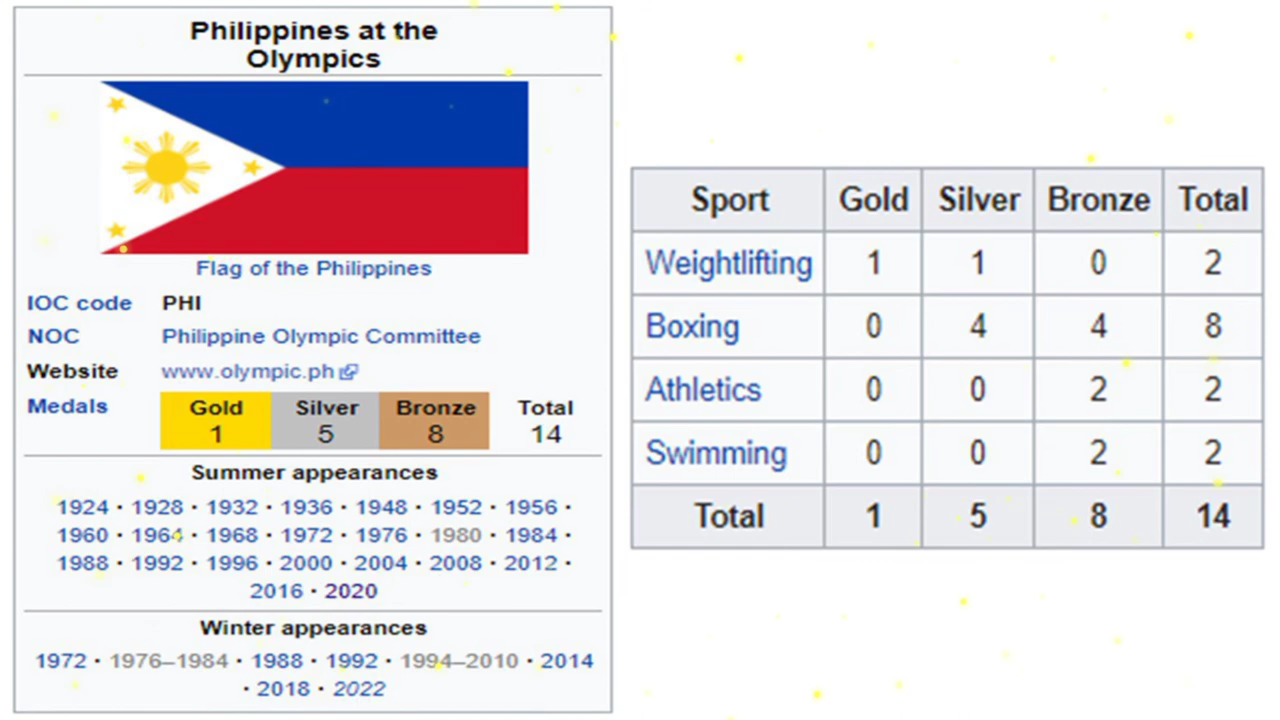 Philippines at the
Olympics
Flag of the Philippines
IOC code PHI
NOC Philippine Olympic Committee
Website www.olympic.ph
Medals Gold Silver Bronze Total
1 5 8 14
Summer appearances
1924 · 1928 · 1932 · 1936 · 1948 · 1952 · 1956 ·
1960 · 1964 · 1968 · 1972 · 1976 · 1980 · 1984 ·
1988 · 1992 · 1996 · 2000 · 2004 · 2008 · 2012 ·
2016 · 2020
Winter appearances
1972 · 1976–1984 · 1988 · 1992 · 1994–2010 · 2014
· 2018 · 2022
Sport Gold Silver Bronze Total
Weightlifting 1 1 0 2
Boxing 0 4 4 8
Athletics 0 0 2 2
Swimming 0 0 2 2
Total 1 5 8 14